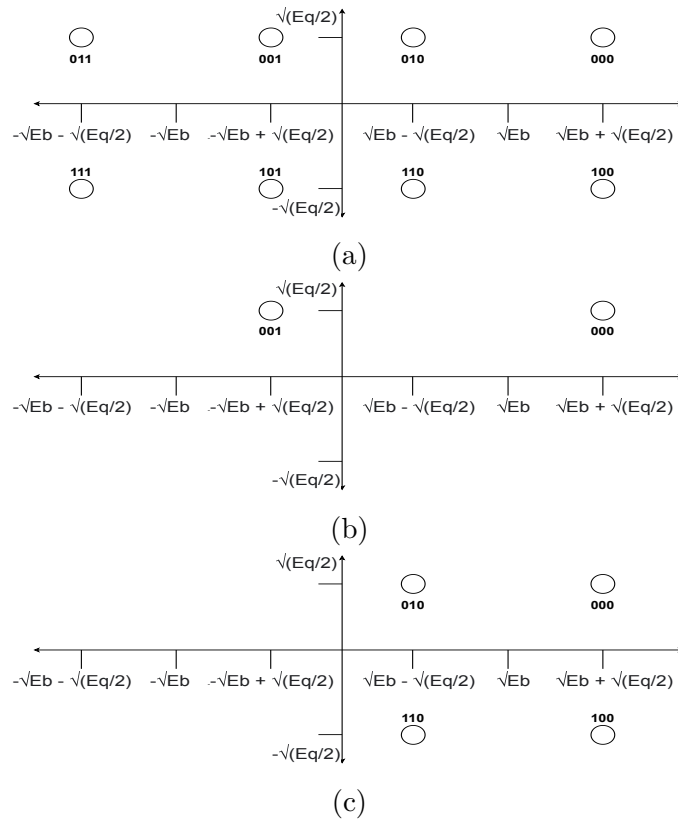 √(Eq/2)
011 001 010 000
-√Eb - √(Eq/2) -√Eb .-√Eb + √(Eq/2) √Eb - √(Eq/2) √Eb √Eb + √(Eq/2)
111 101 110 100
-√(Eq/2)
(a)
√(Eq/2)
001 000
-√Eb - √(Eq/2) -√Eb .-√Eb + √(Eq/2) √Eb - √(Eq/2) √Eb √Eb + √(Eq/2)
-√(Eq/2)
(b)
√(Eq/2)
010 000
-√Eb - √(Eq/2) -√Eb .-√Eb + √(Eq/2) √Eb - √(Eq/2) √Eb √Eb + √(Eq/2)
110 100
-√(Eq/2)
(c)